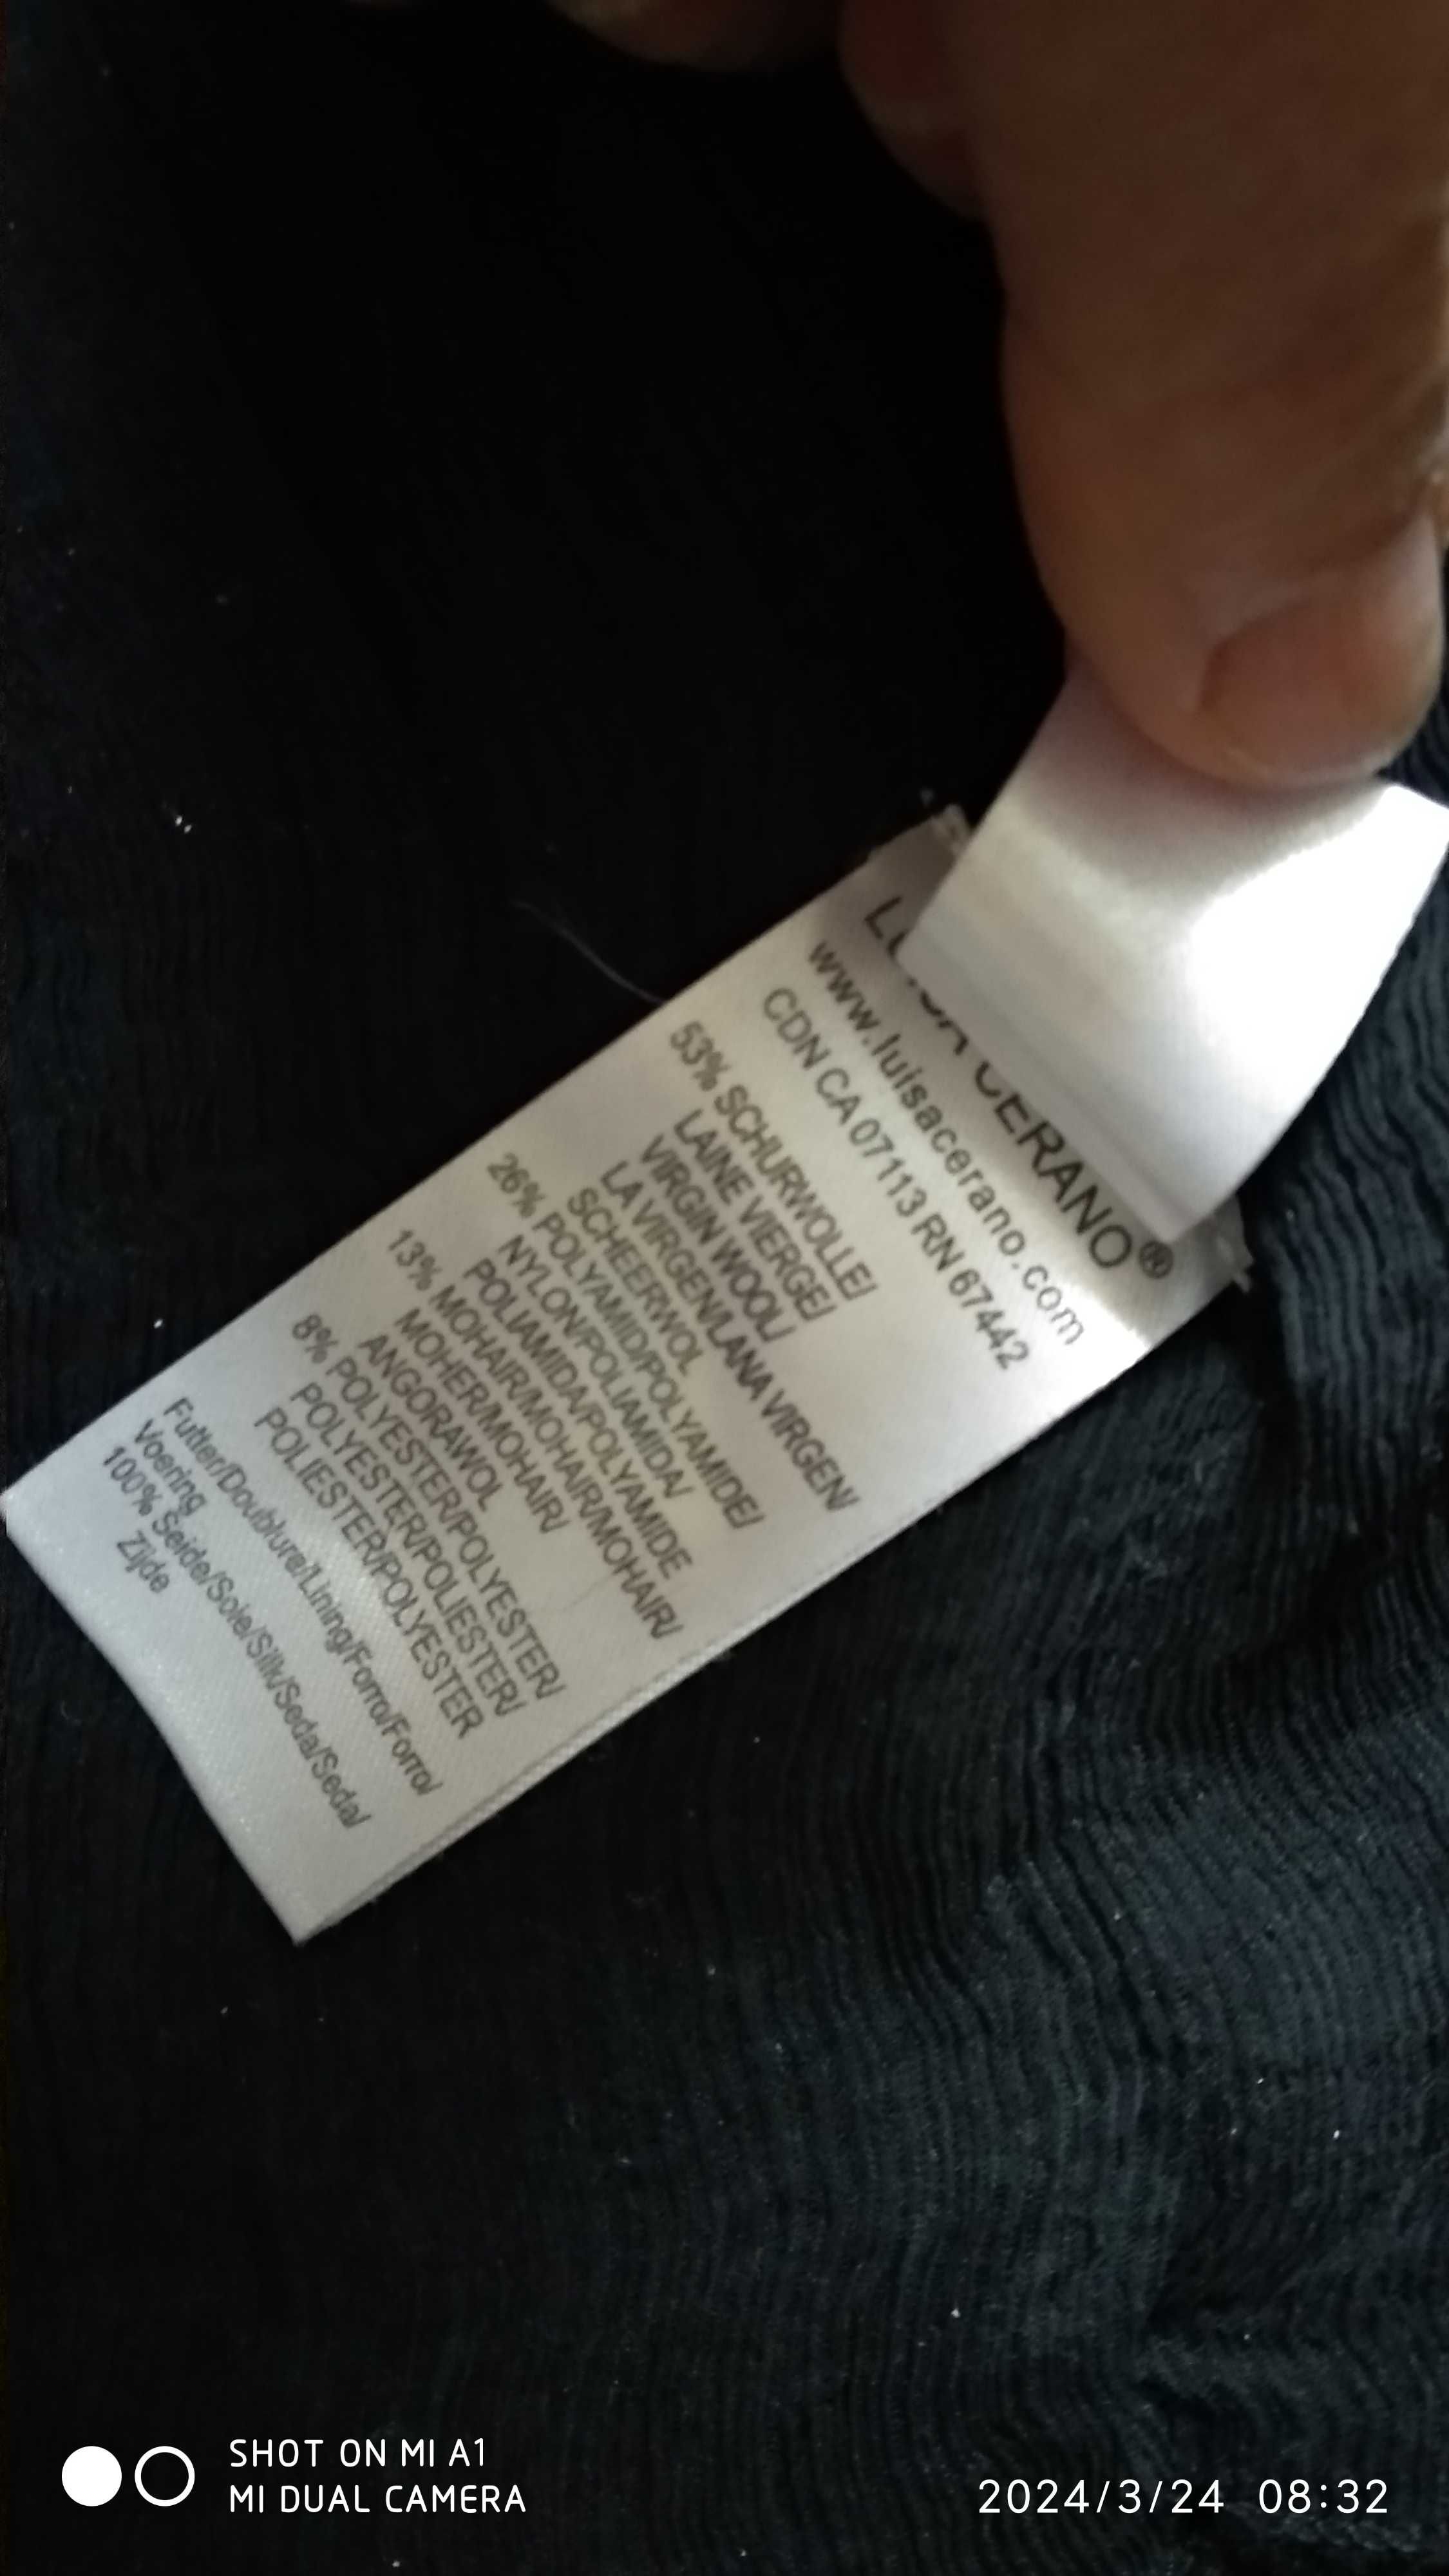 CERANO®
www.luisacerano.com
CDN CA 07113 RN 67442
53% SCHURWOLLE/
LAINE VIERGE/
VIRGIN WOOL/
LA VIRGEN/LANA VIRGEN/
SCHEERWOL
26% POLYAMID/POLYAMIDE/
NYLON/POLIAMIDA/
POLIAMIDA/POLYAMIDE
13% MOHAIR/MOHAIR/MOHAIR/
MOHER/MOHAIR/
ANGORAWOL
8% POLYESTER/POLYESTER/
POLYESTER/POLIESTER/
POLIESTER/POLYESTER
Futter/Doublure/Lining/Forro/Forro/
Voering
100% Seide/Soie/Silk/Seda/Seda/
Zijde
SHOT ON MI A1
MI DUAL CAMERA
2024/3/24 08:32